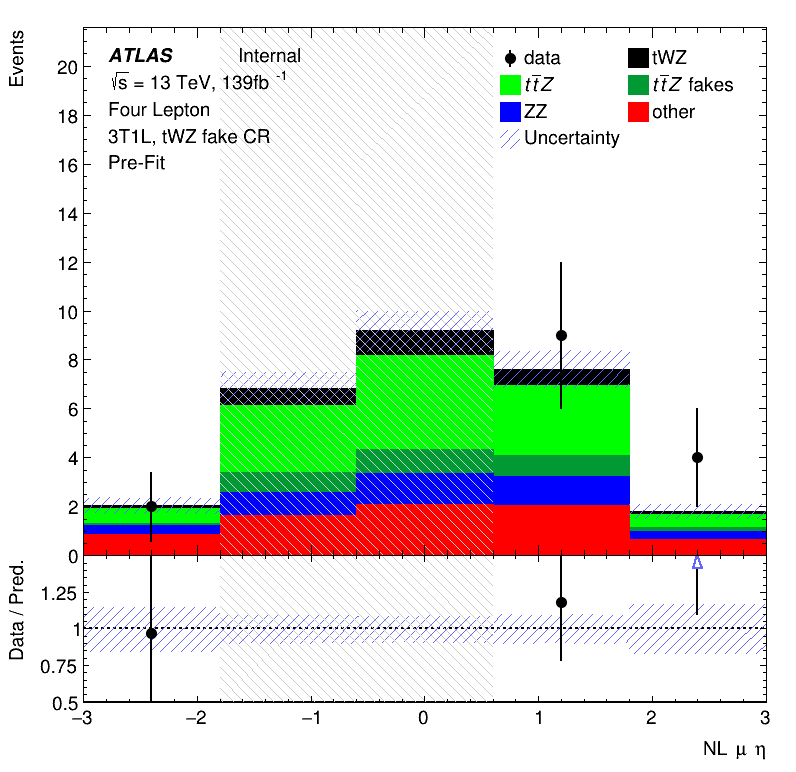 Events
ATLAS Internal
√s = 13 TeV, 139fb⁻¹
Four Lepton
3T1L, tWZ fake CR
Pre-Fit
data tWZ
tt̄Z tt̄Z fakes
ZZ other
Uncertainty
20
18
16
14
12
10
8
6
4
2
0
Data / Pred.
1.25
1
0.75
0.5
−3 −2 −1 0 1 2 3
NL μ η